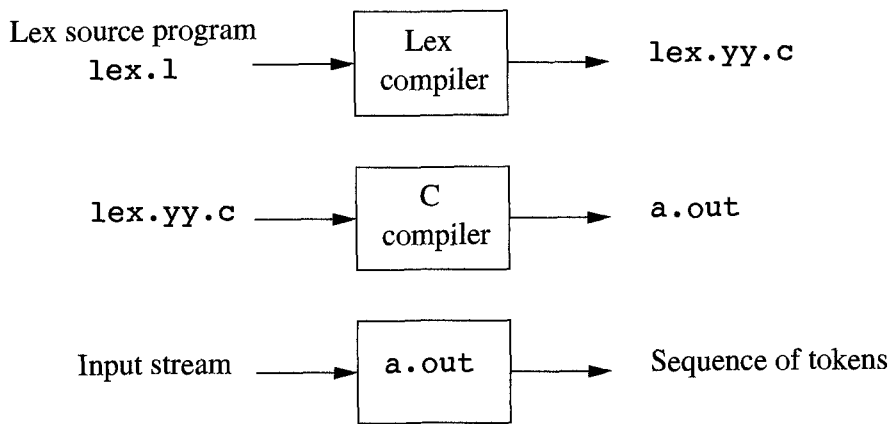 Lex source program
lex.l
Lex
compiler
lex.yy.c
lex.yy.c
C
compiler
a.out
Input stream
a.out
Sequence of tokens